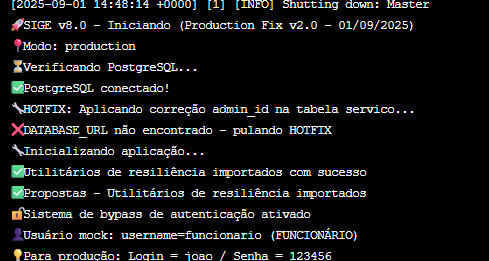 [2025-09-01 14:48:14 +0000] [1] [INFO] Shutting down: Master
🚀SIGE v8.0 - Iniciando (Production Fix v2.0 - 01/09/2025)
📍Modo: production
⏳Verificando PostgreSQL...
✅PostgreSQL conectado!
🔧HOTFIX: Aplicando correção admin_id na tabela servico...
❌DATABASE_URL não encontrado - pulando HOTFIX
🔧Inicializando aplicação...
✅Utilitários de resiliência importados com sucesso
✅Propostas - Utilitários de resiliência importados
🔓Sistema de bypass de autenticação ativado
👤Usuário mock: username=funcionario (FUNCIONÁRIO)
💡Para produção: Login = joao / Senha = 123456